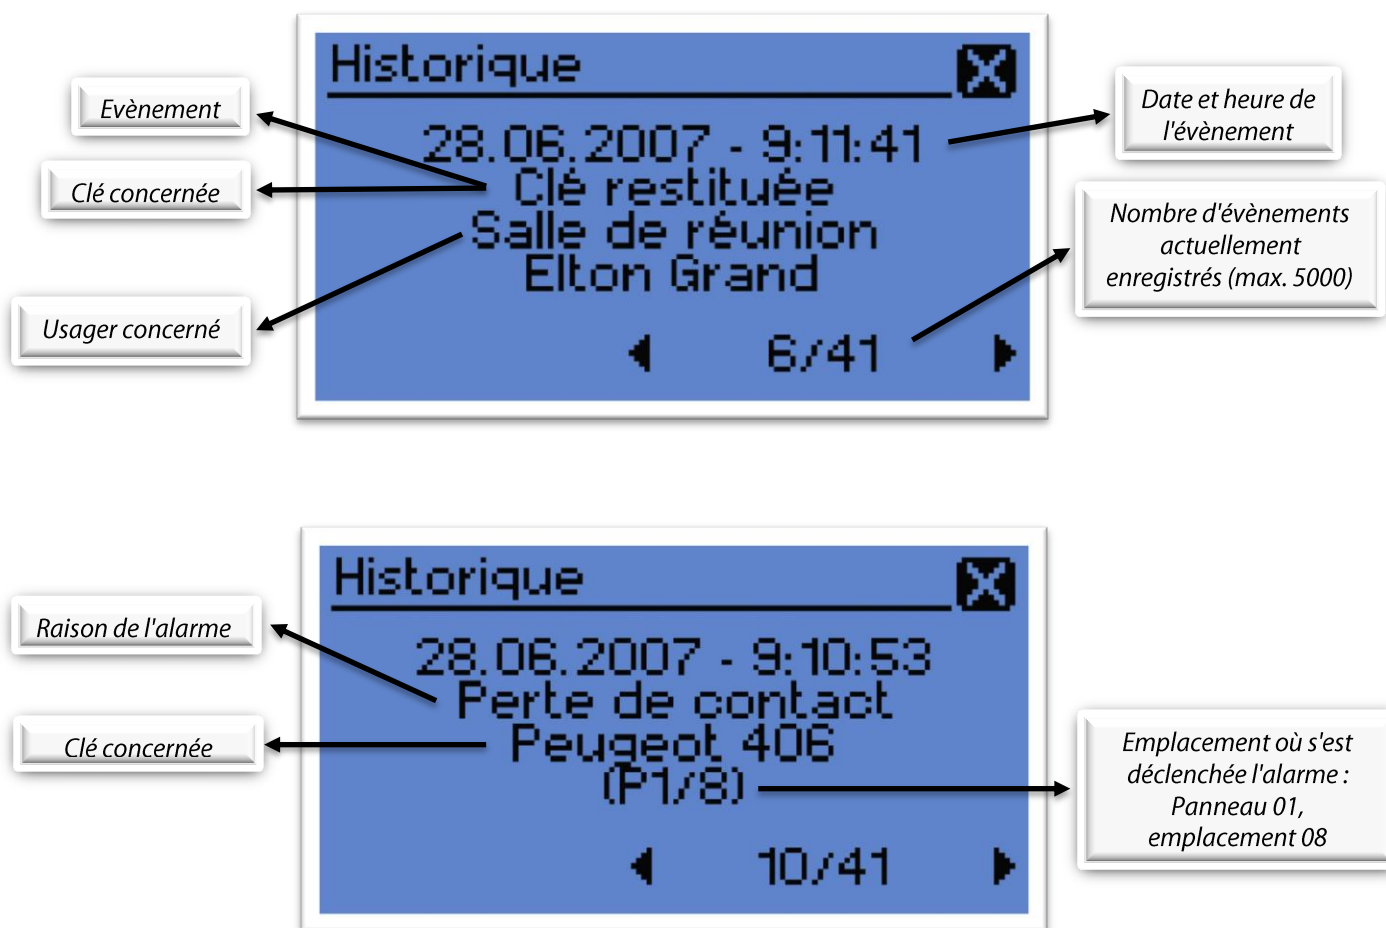 Historique
Evènement
Date et heure de
l'évènement
28.06.2007 - 9:11:41
Clé concernée
Clé restituée
Salle de réunion
Elton Grand
Nombre d'évènements
actuellement
enregistrés (max. 5000)
Usager concerné
6/41
Historique
Raison de l'alarme
28.06.2007 - 9:10:53
Perte de contact
Clé concernée
Peugeot 406
(P1/8)
Emplacement où s'est
déclenchée l'alarme :
Panneau 01,
emplacement 08
10/41